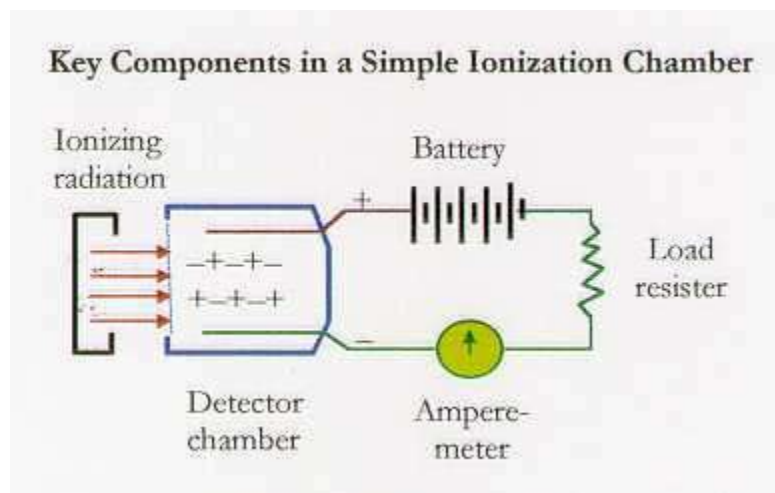 Key Components in a Simple Ionization Chamber
Ionizing
radiation
Battery
+
Load
resister
–+–+–
+–+–+
–
Detector
chamber
Ampere-
meter